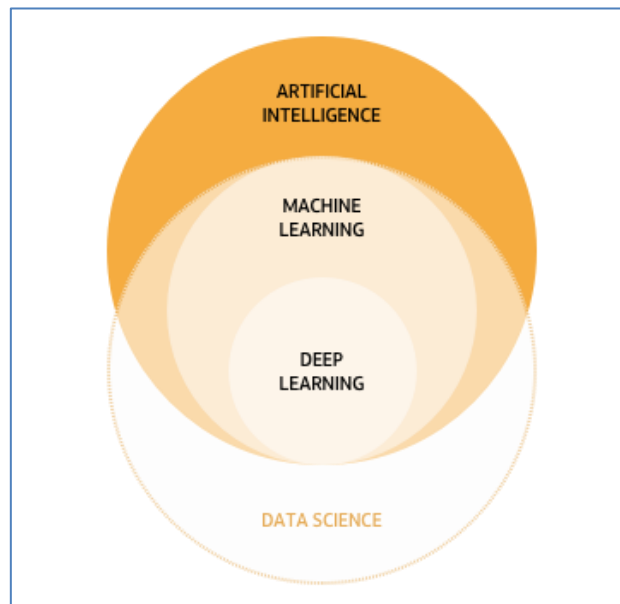 ARTIFICIAL
INTELLIGENCE
MACHINE
LEARNING
DEEP
LEARNING
DATA SCIENCE